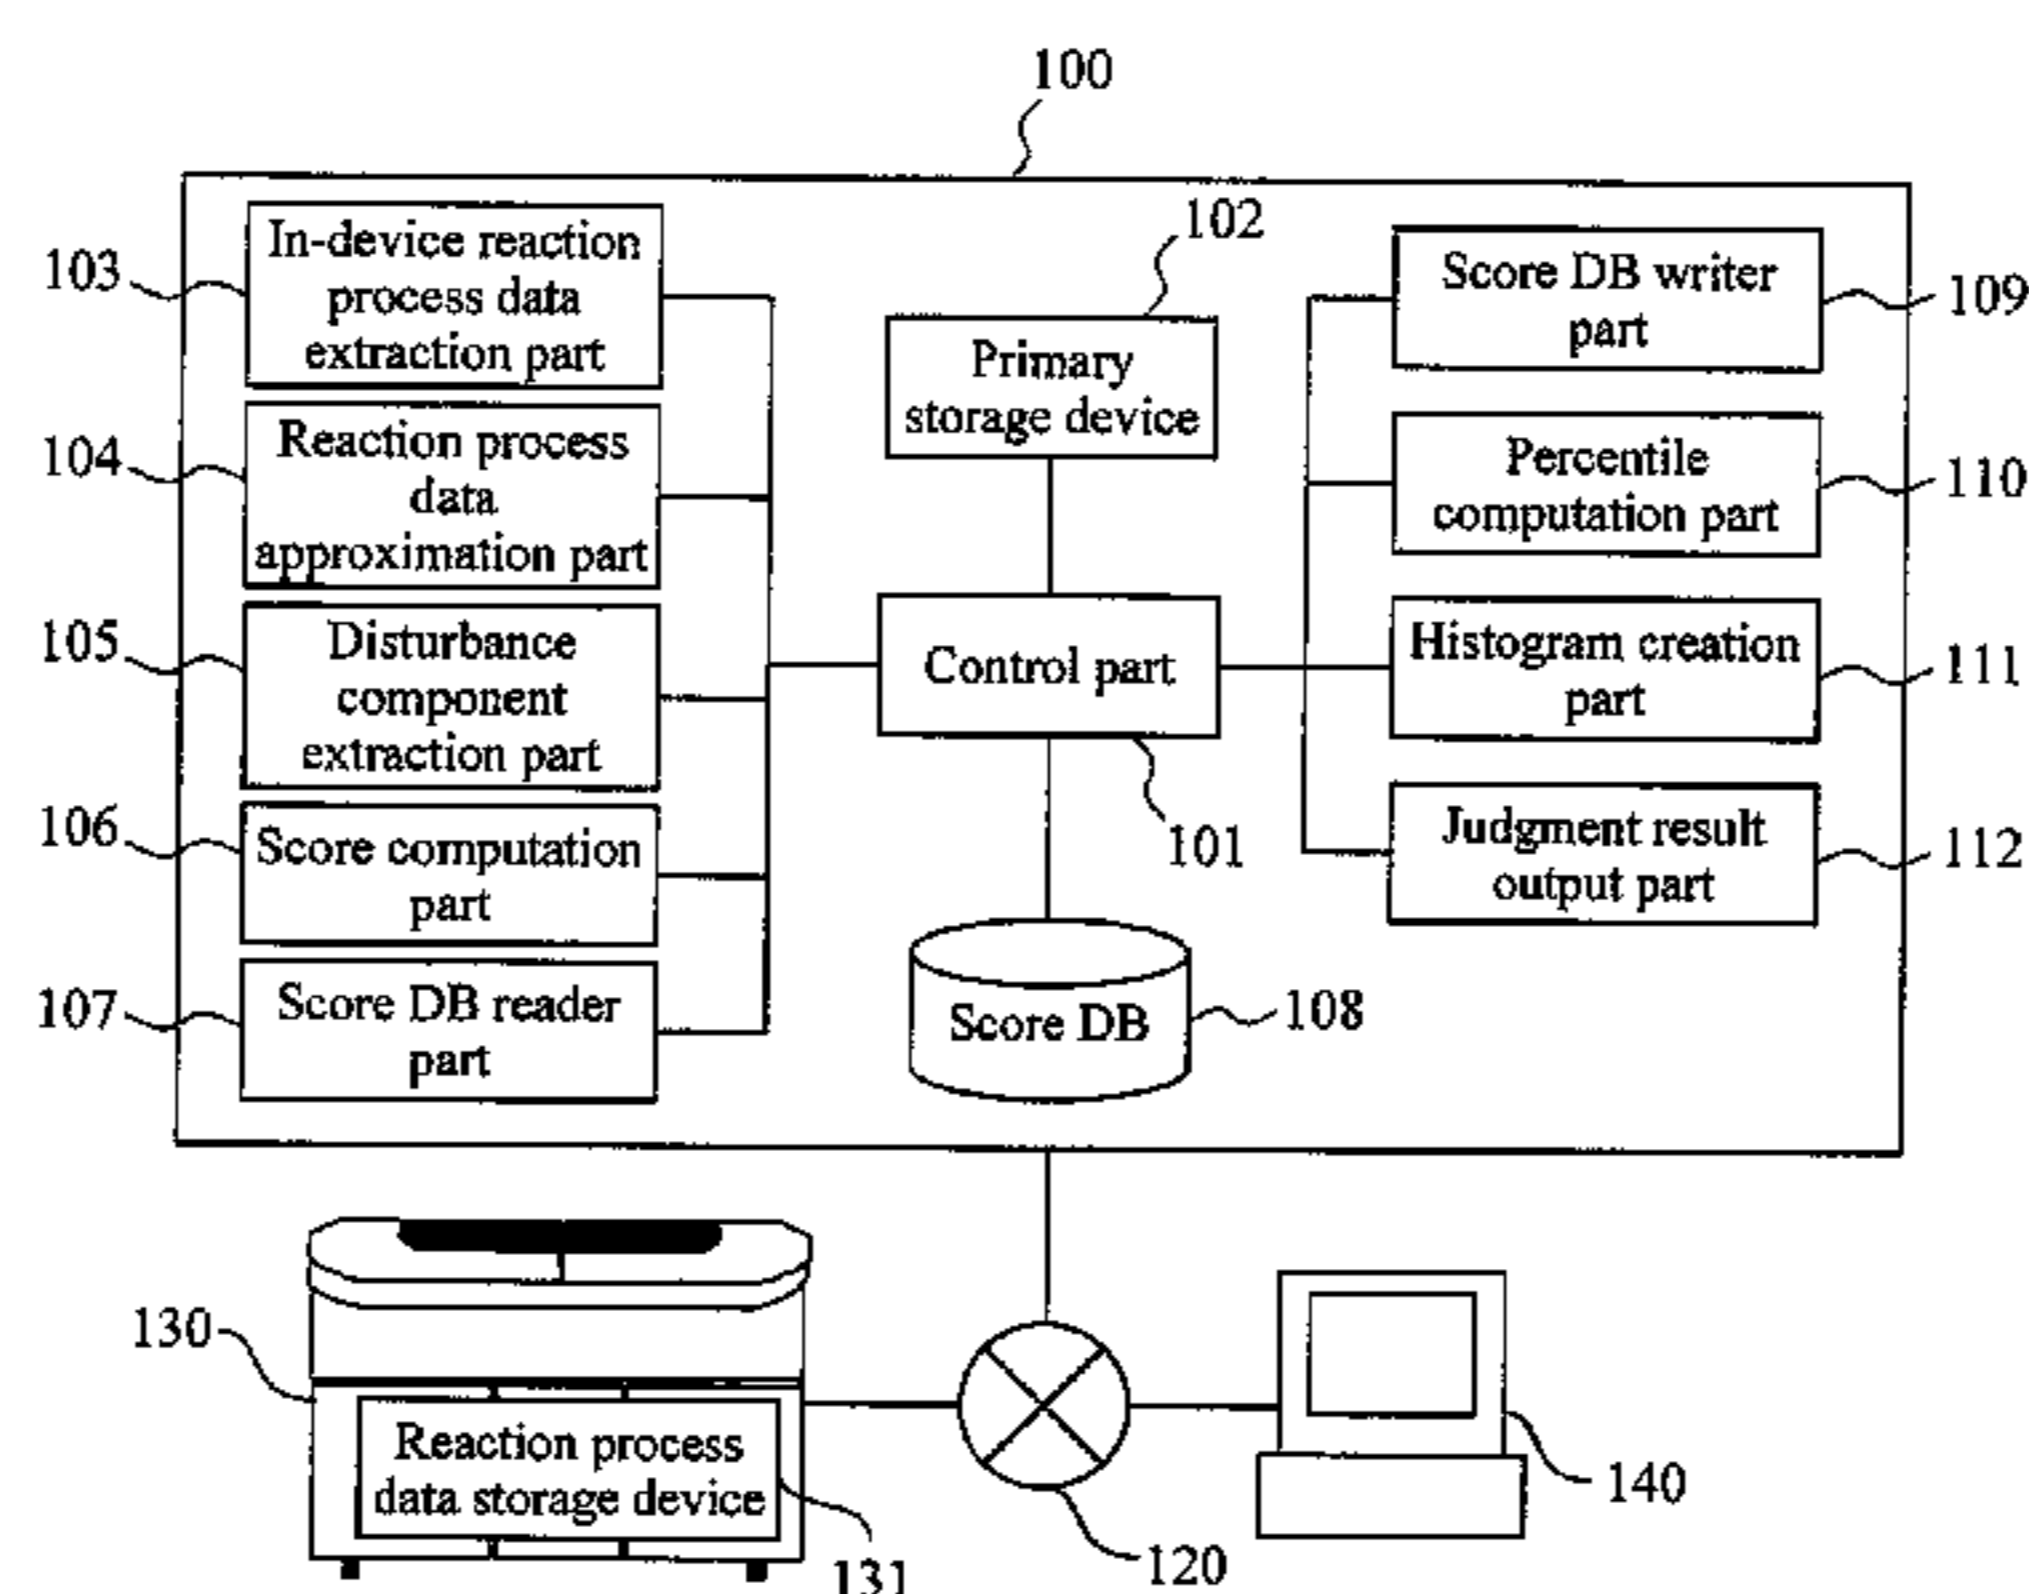 100
103
In-device reaction
process data
extraction part
104
Reaction process
data
approximation part
105
Disturbance
component
extraction part
106
Score computation
part
107
Score DB reader
part
102
Primary
storage device
Control part
101
Score DB
108
Score DB writer
part
109
Percentile
computation part
110
Histogram creation
part
111
Judgment result
output part
112
130
Reaction process
data storage device
131
120
140